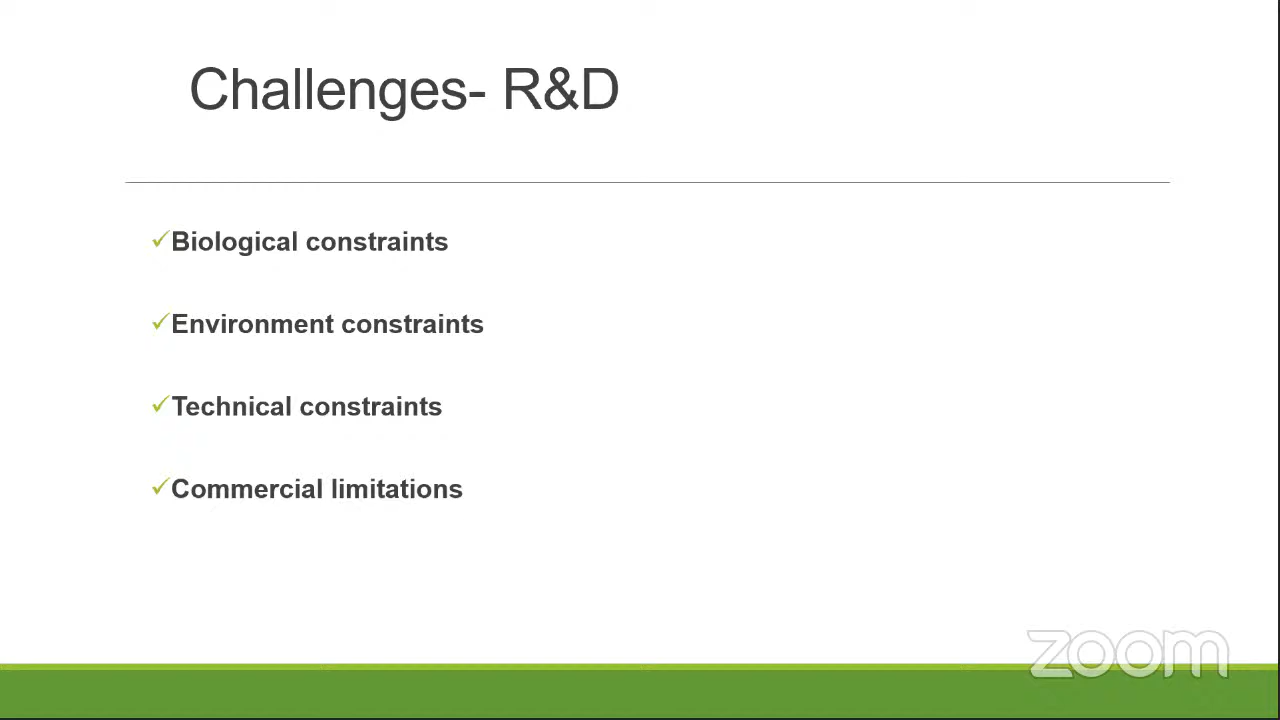 Challenges- R&D
✓Biological constraints
✓Environment constraints
✓Technical constraints
✓Commercial limitations
zoom